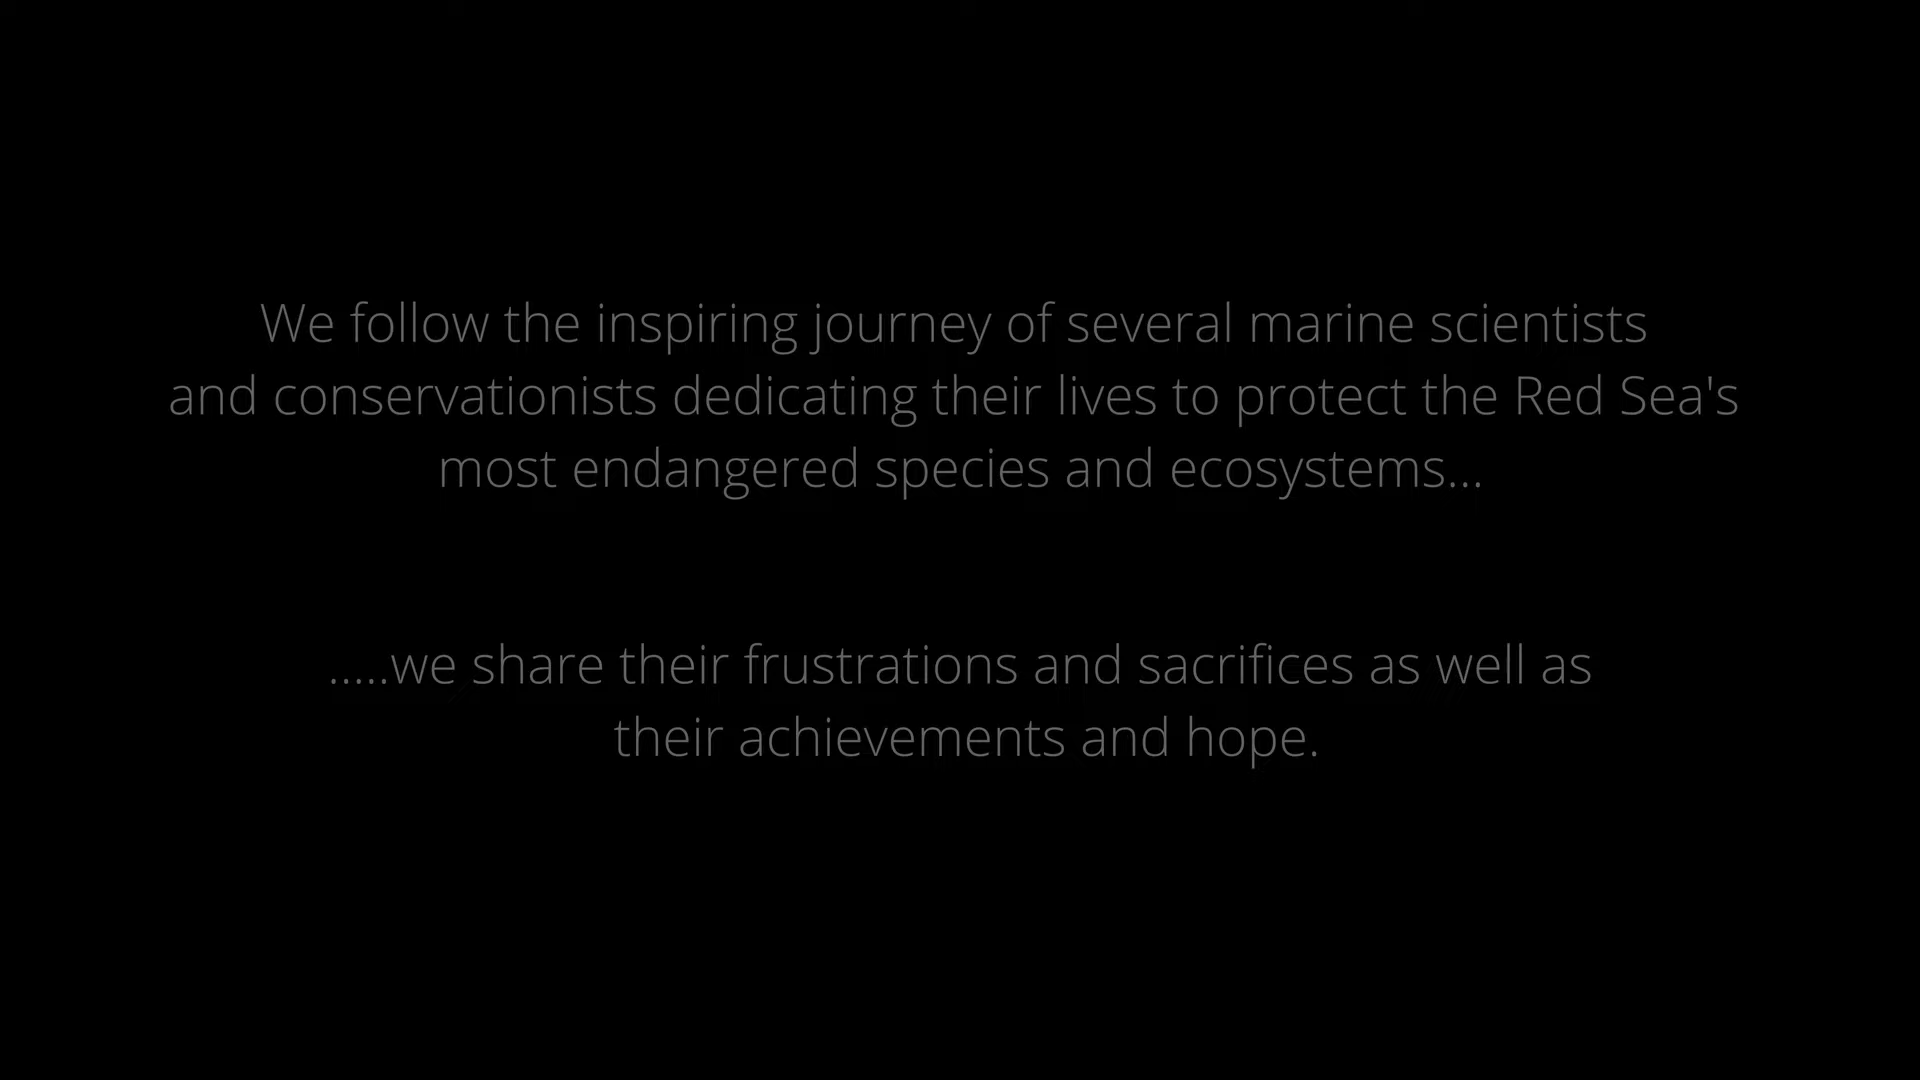 We follow the inspiring journey of several marine scientists
and conservationists dedicating their lives to protect the Red Sea's
most endangered species and ecosystems...
.....we share their frustrations and sacrifices as well as
their achievements and hope.